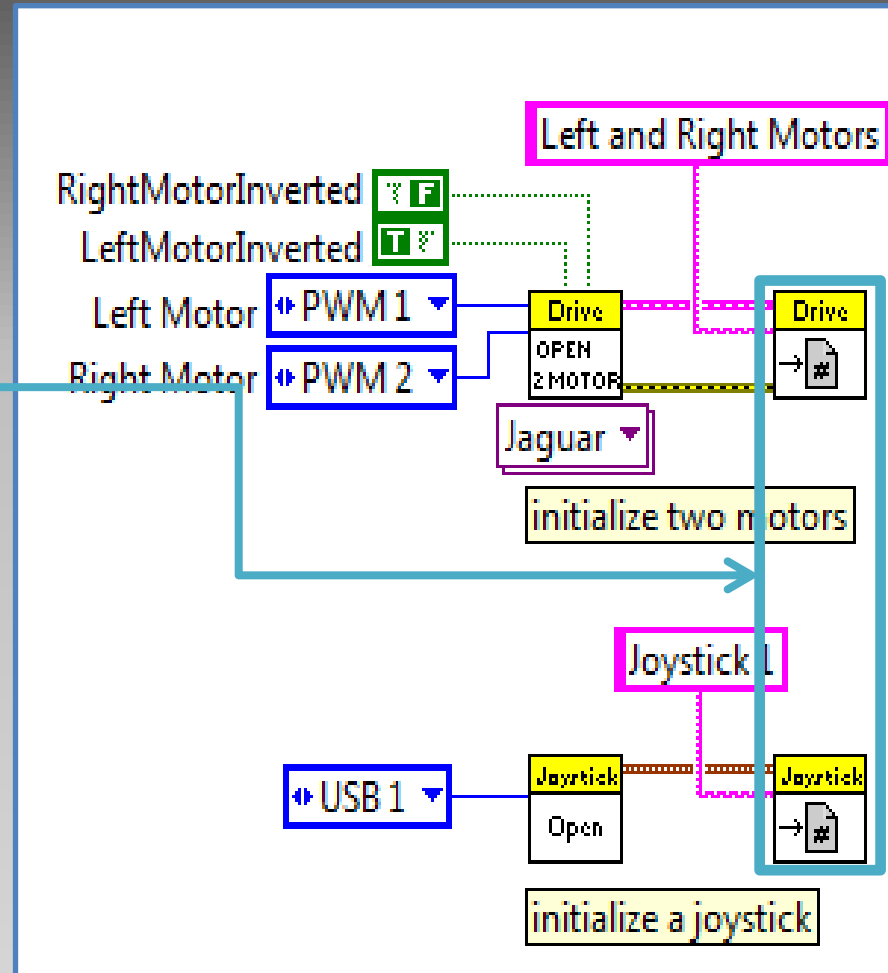 Left and Right Motors
RightMotorInverted F
LeftMotorInverted T
Left Motor PWM 1
Drive
Drive
OPEN
2 MOTOR
#
Right Motor PWM 2
Jaguar
initialize two motors
Joystick 1
USB 1
Joystick
Open
Joystick
#
initialize a joystick